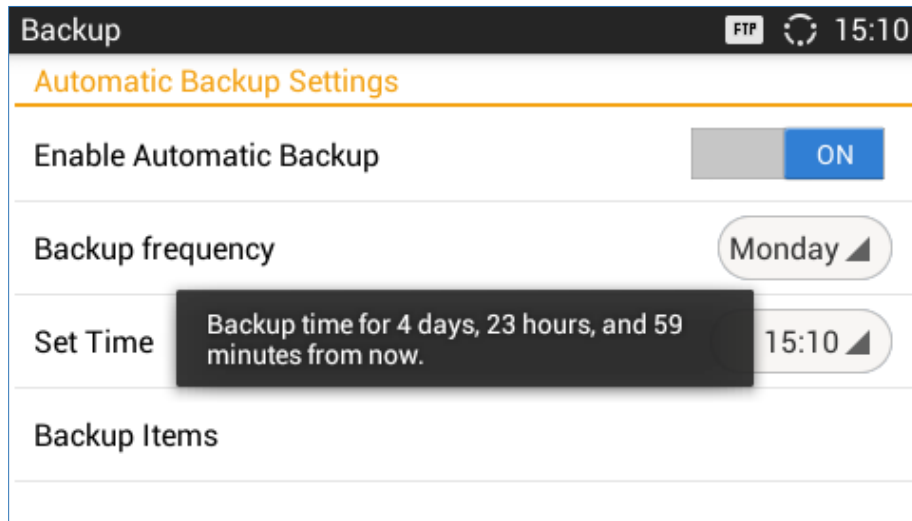 Backup FTP 15:10
Automatic Backup Settings
Enable Automatic Backup ON
Backup frequency Monday
Set Time 15:10
Backup time for 4 days, 23 hours, and 59
minutes from now.
Backup Items